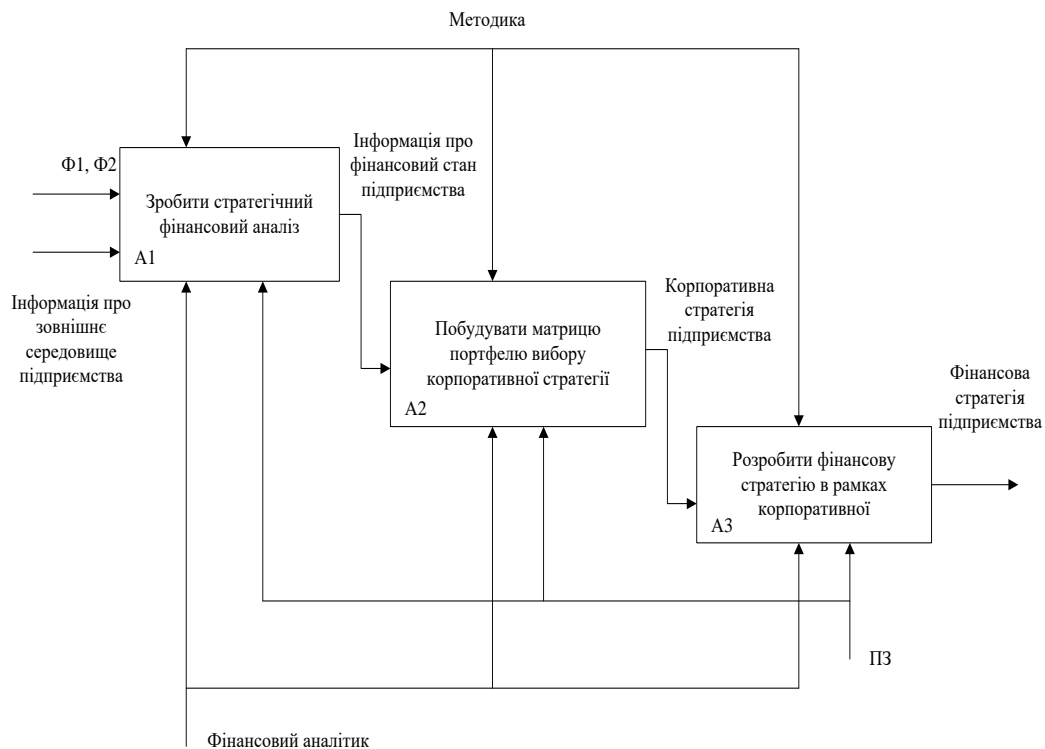 Методика
Ф1, Ф2
Інформація про
зовнішнє
середовище
підприємства
Зробити стратегічний
фінансовий аналіз
А1
Інформація про
фінансовий стан
підприємства
Побудувати матрицю
портфелю вибору
корпоративної стратегії
А2
Корпоративна
стратегія
підприємства
Розробити фінансову
стратегію в рамках
корпоративної
А3
Фінансова
стратегія
підприємства
ПЗ
Фінансовий аналітик